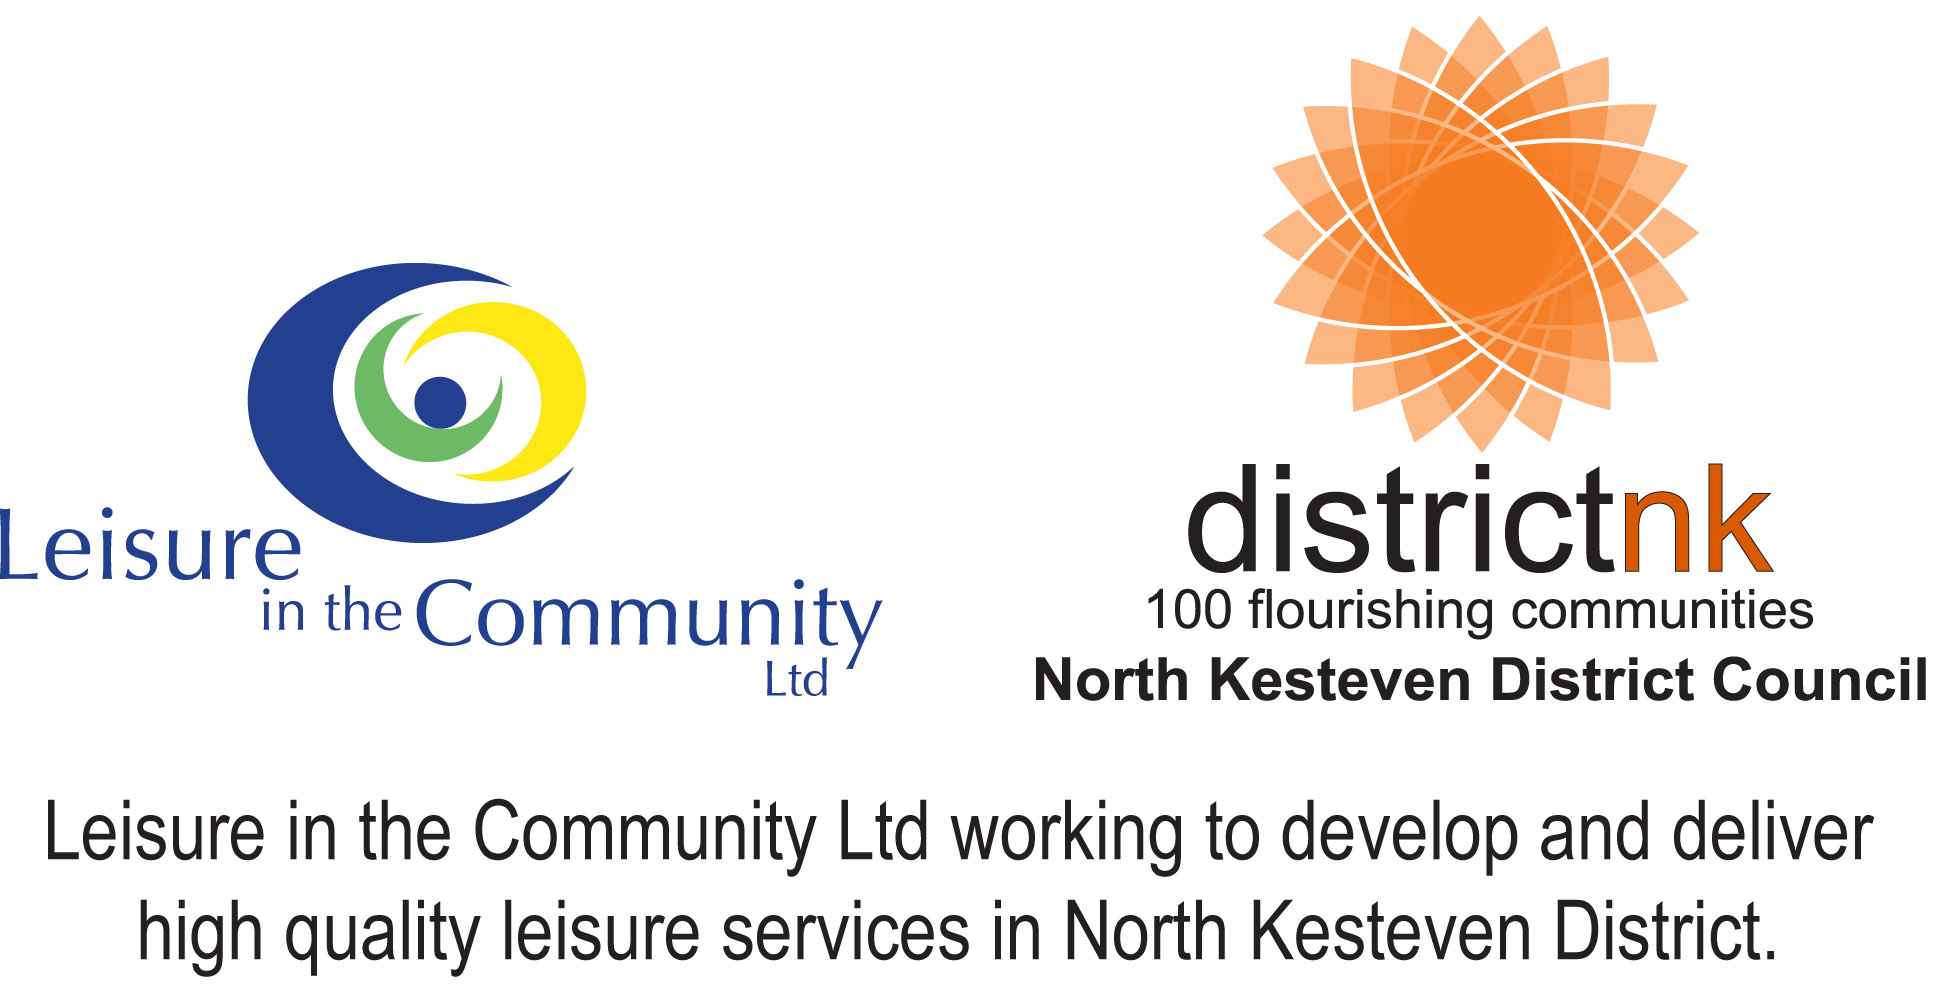 Leisure
in the Community
Ltd
districtnk
100 flourishing communities
North Kesteven District Council
Leisure in the Community Ltd working to develop and deliver
high quality leisure services in North Kesteven District.